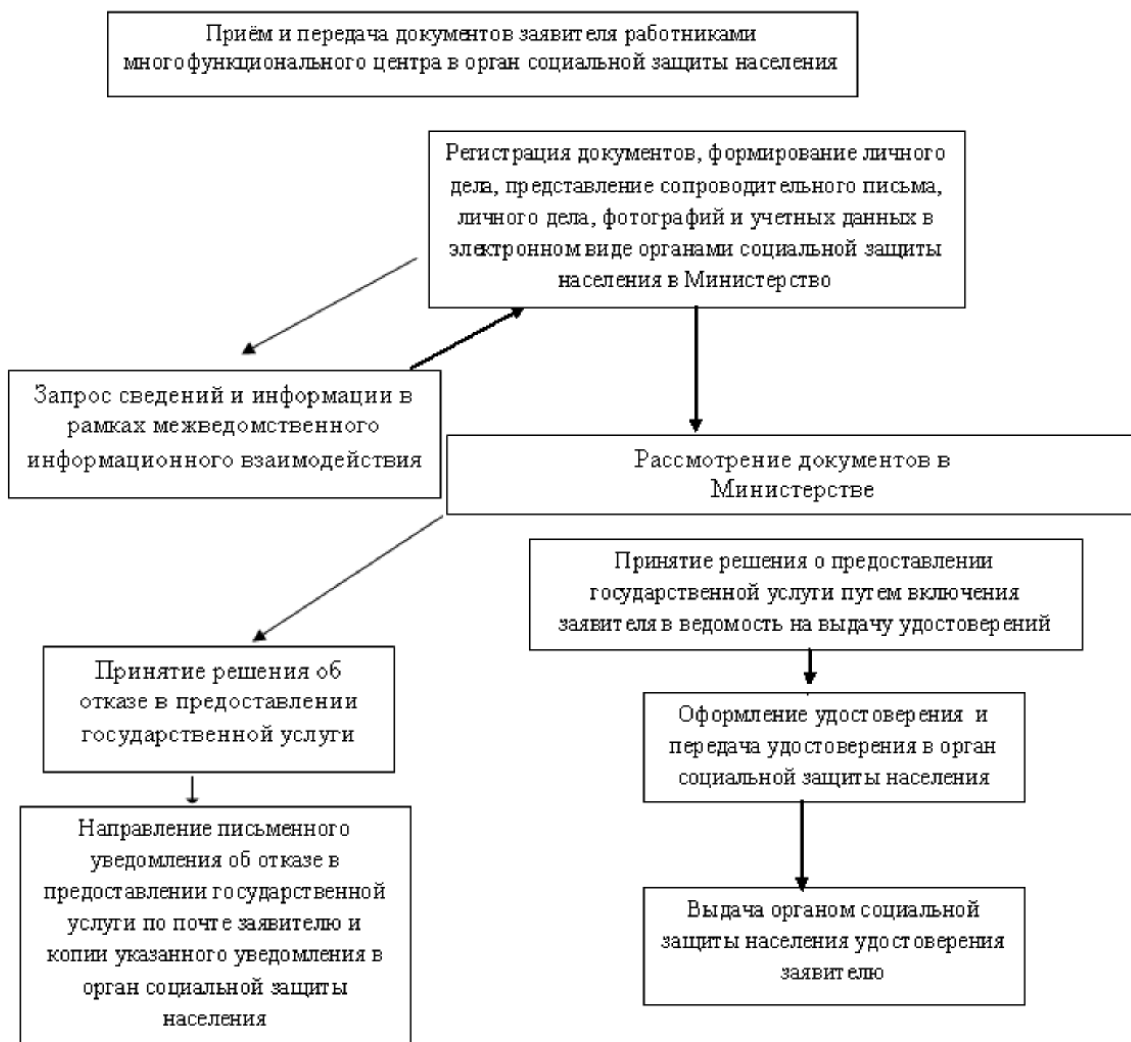 Приём и передача документов заявителя работниками
многофункционального центра в орган социальной защиты населения
Регистрация документов, формирование личного
дела, представление сопроводительного письма,
личного дела, фотографий и учетных данных в
электронном виде органами социальной защиты
населения в Министерство
Запрос сведений и информации в
рамках межведомственного
информационного взаимодействия
Рассмотрение документов в
Министерстве
Принятие решения о предоставлении
государственной услуги путем включения
заявителя в ведомость на выдачу удостоверений
Принятие решения об
отказе в предоставлении
государственной услуги
Оформление удостоверения и
передача удостоверения в орган
социальной защиты населения
Направление письменного
уведомления об отказе в
предоставлении государственной
услуги по почте заявителю и
копии указанного уведомления в
орган социальной защиты
населения
Выдача органом социальной
защиты населения удостоверения
заявителю